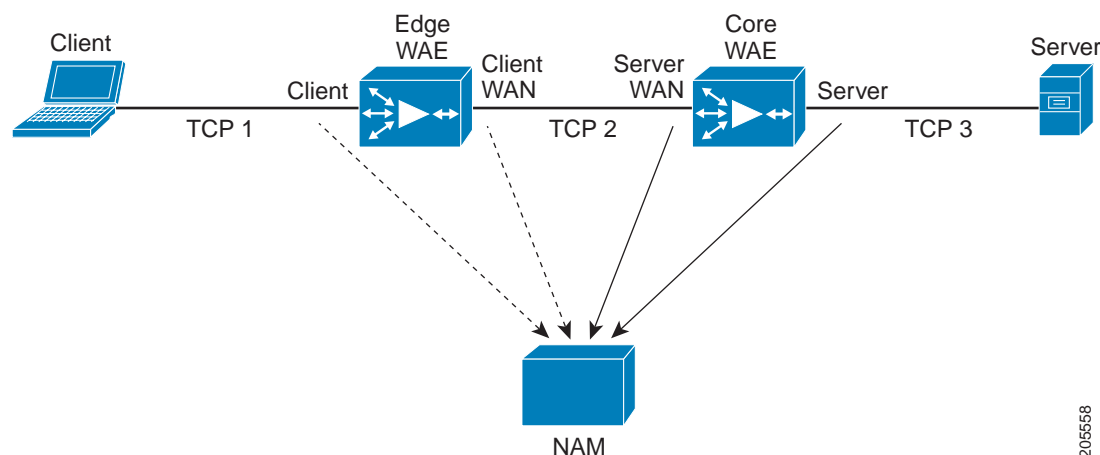 Client
Edge
WAE
Core
WAE
Server
Client
Client
WAN
Server
WAN
Server
TCP 1
TCP 2
TCP 3
NAM
205558